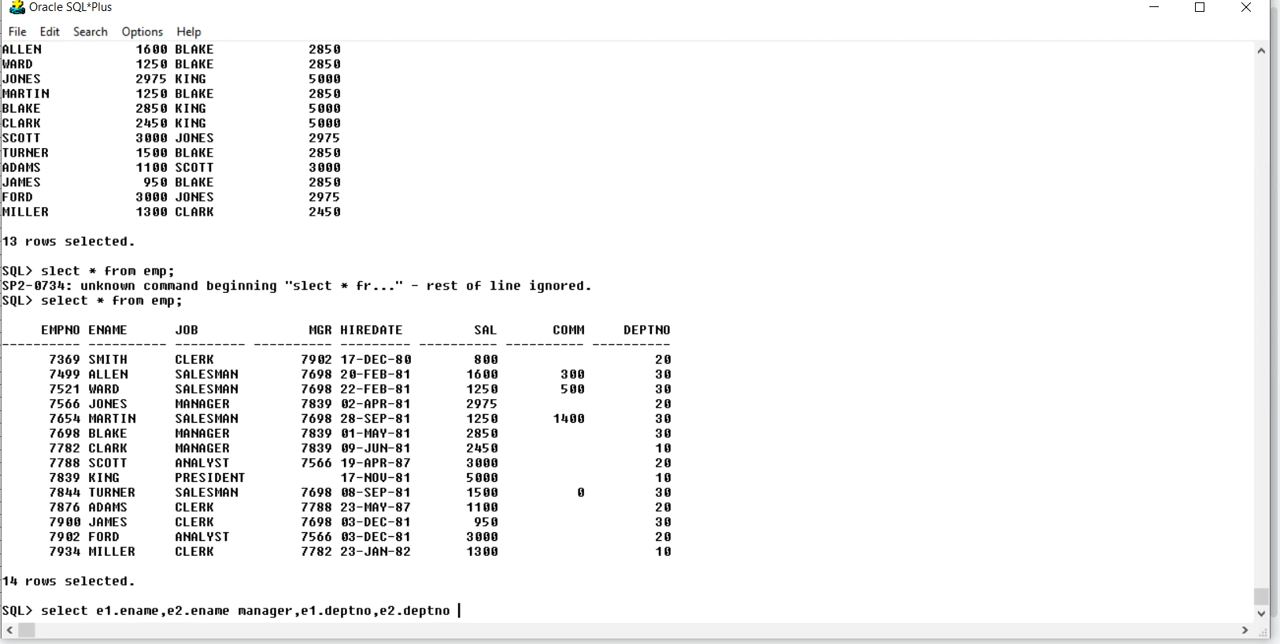 Oracle SQL*Plus
File Edit Search Options Help
ALLEN 1600 BLAKE 2850
WARD 1250 BLAKE 2850
JONES 2975 KING 5000
MARTIN 1250 BLAKE 2850
BLAKE 2850 KING 5000
CLARK 2450 KING 5000
SCOTT 3000 JONES 2975
TURNER 1500 BLAKE 2850
ADAMS 1100 SCOTT 3000
JAMES 950 BLAKE 2850
FORD 3000 JONES 2975
MILLER 1300 CLARK 2450
13 rows selected.
SQL> slect * from emp;
SP2-0734: unknown command beginning "slect * fr..." - rest of line ignored.
SQL> select * from emp;
EMPNO ENAME JOB MGR HIREDATE SAL COMM DEPTNO
---------- ---------- --------- ---------- --------- ---------- ---------- ----------
7369 SMITH CLERK 7902 17-DEC-80 800 20
7499 ALLEN SALESMAN 7698 20-FEB-81 1600 300 30
7521 WARD SALESMAN 7698 22-FEB-81 1250 500 30
7566 JONES MANAGER 7839 02-APR-81 2975 20
7654 MARTIN SALESMAN 7698 28-SEP-81 1250 1400 30
7698 BLAKE MANAGER 7839 01-MAY-81 2850 30
7782 CLARK MANAGER 7839 09-JUN-81 2450 10
7788 SCOTT ANALYST 7566 19-APR-87 3000 20
7839 KING PRESIDENT 17-NOV-81 5000 10
7844 TURNER SALESMAN 7698 08-SEP-81 1500 0 30
7876 ADAMS CLERK 7788 23-MAY-87 1100 20
7900 JAMES CLERK 7698 03-DEC-81 950 30
7902 FORD ANALYST 7566 03-DEC-81 3000 20
7934 MILLER CLERK 7782 23-JAN-82 1300 10
14 rows selected.
SQL> select e1.ename,e2.ename manager,e1.deptno,e2.deptno